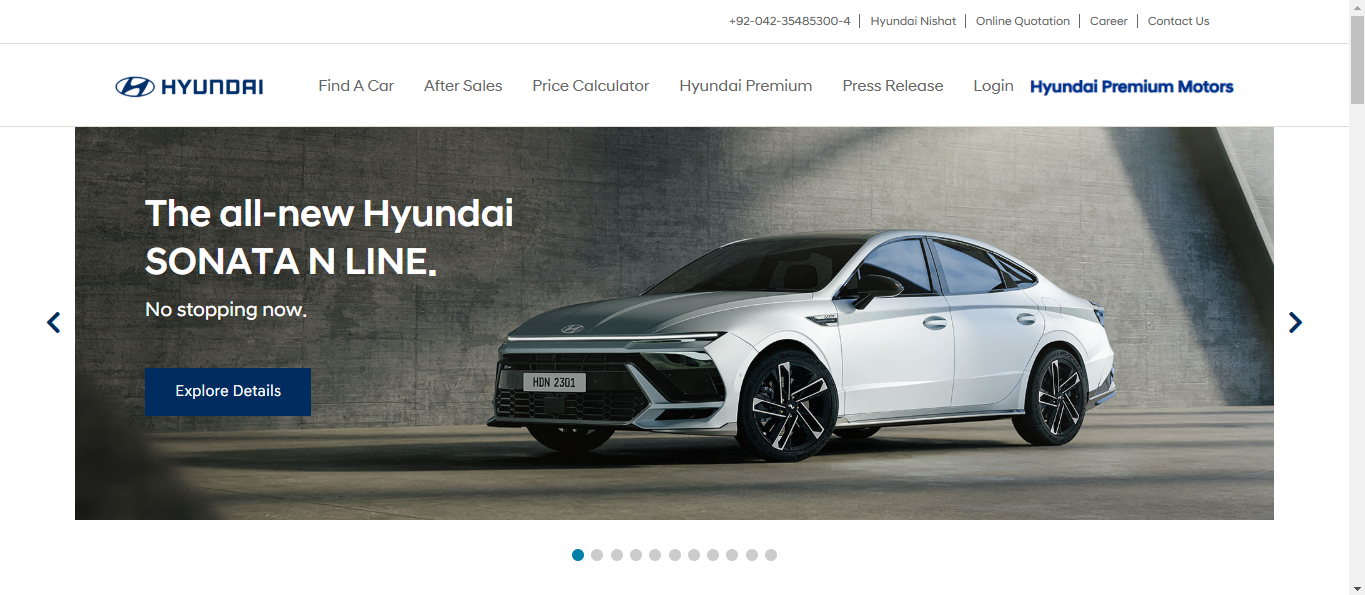 +92-042-35485300-4 | Hyundai Nishat | Online Quotation | Career | Contact Us
HYUNDAI Find A Car After Sales Price Calculator Hyundai Premium Press Release Login Hyundai Premium Motors
The all-new Hyundai
SONATA N LINE.
No stopping now.
HDN 2301
Explore Details